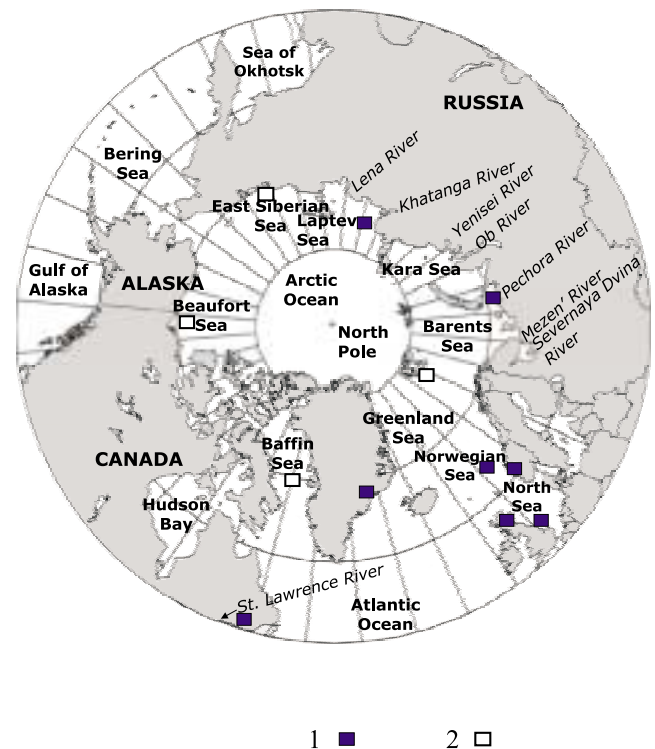 Sea of
Okhotsk
RUSSIA
Bering
Sea
Lena River
Khatanga River
Yenisei River
Ob River
East Siberian
Sea
Laptev
Sea
Pechora River
Kara Sea
Gulf of
Alaska
ALASKA
Arctic
Ocean
Mezen' River
Severnaya Dvina
River
Beaufort
Sea
Barents
Sea
North
Pole
Greenland
Sea
Baffin
Sea
CANADA
Norwegian
Sea
North
Sea
Hudson
Bay
St. Lawrence River
Atlantic
Ocean
1
2